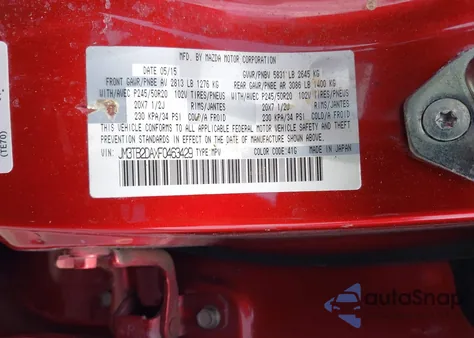 MFD. BY MAZDA MOTOR CORPORATION
DATE 05/15 GVWR/PNBV 5831 LB 2645 KG
FRONT GAWR/PNBE AV 2813 LB 1276 KG REAR GAWR/PNBE AR 3086 LB 1400 KG
WITH/AVEC P245/50R20 102V TIRES/PNEUS WITH/AVEC P245/50R20 102V TIRES/PNEUS
20X7 1/2J RIMS/JANTES 20X7 1/2J RIMS/JANTES
230 KPA/34 PSI COLD/A FROID 230 KPA/34 PSI COLD/A FROID
THIS VEHICLE CONFORMS TO ALL APPLICABLE FEDERAL MOTOR VEHICLE SAFETY
STANDARDS IN EFFECT ON THE DATE OF MANUFACTURE SHOWN
ABOVE.
VIN: JM3TB2DAXF0463429 TYPE MPV
COLOR CODE: 41G MADE IN JAPAN
(TE70)
autoSnap